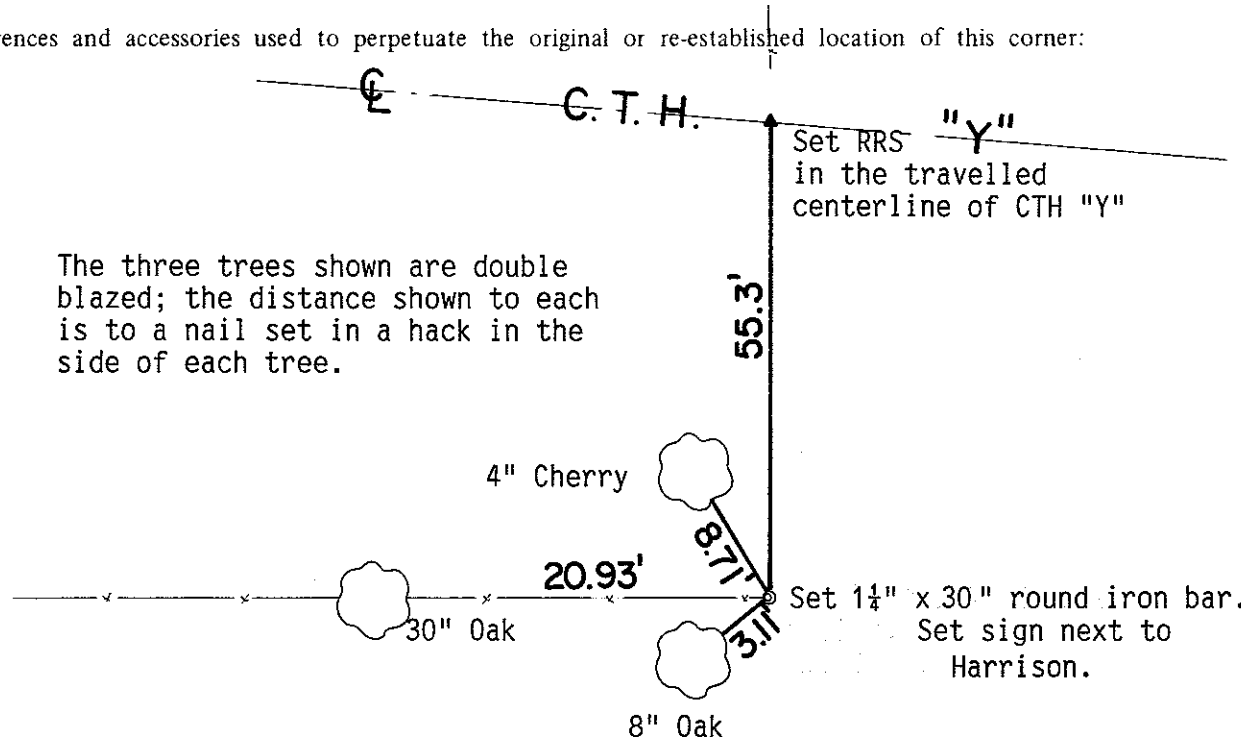 ences and accessories used to perpetuate the original or re-established location of this corner:
℄ C. T. H. "Y"
Set RRS
in the travelled
centerline of CTH "Y"
The three trees shown are double
blazed; the distance shown to each
is to a nail set in a hack in the
side of each tree.
55.3'
4" Cherry
8.71'
20.93'
Set 1¼" x 30" round iron bar.
30" Oak
3.11'
Set sign next to
Harrison.
8" Oak